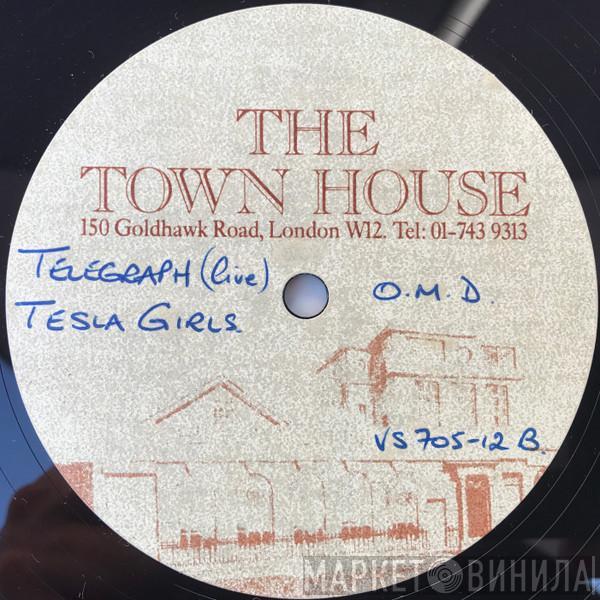 THE
TOWN HOUSE
150 Goldhawk Road, London W12. Tel: 01-743 9313
TELEGRAPH (live)
O.M.D.
TESLA GIRLS.
VS 705-12 B.
МАРКЕТ ВИНИЛА